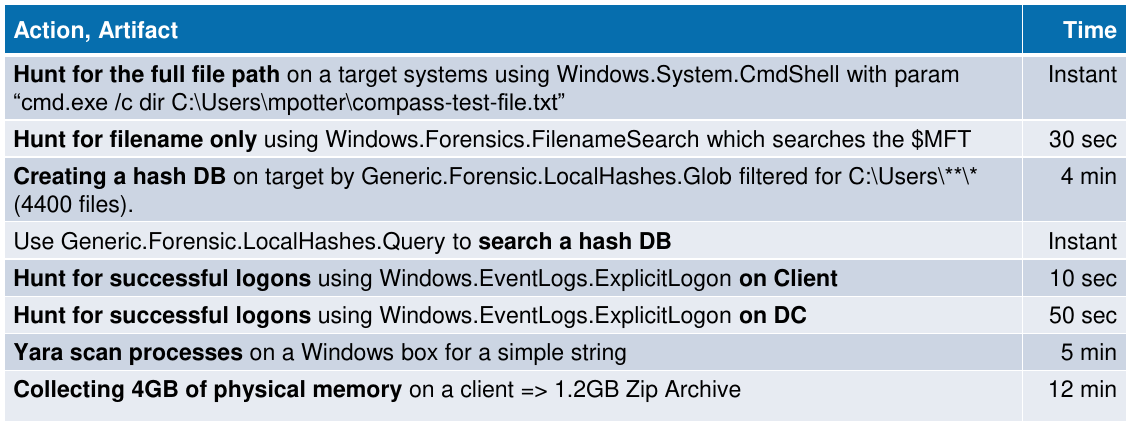 Action, Artifact Time
Hunt for the full file path on a target systems using Windows.System.CmdShell with param Instant
“cmd.exe /c dir C:\Users\mpotter\compass-test-file.txt”
Hunt for filename only using Windows.Forensics.FilenameSearch which searches the $MFT 30 sec
Creating a hash DB on target by Generic.Forensic.LocalHashes.Glob filtered for C:\Users\**\* 4 min
(4400 files).
Use Generic.Forensic.LocalHashes.Query to search a hash DB Instant
Hunt for successful logons using Windows.EventLogs.ExplicitLogon on Client 10 sec
Hunt for successful logons using Windows.EventLogs.ExplicitLogon on DC 50 sec
Yara scan processes on a Windows box for a simple string 5 min
Collecting 4GB of physical memory on a client => 1.2GB Zip Archive 12 min